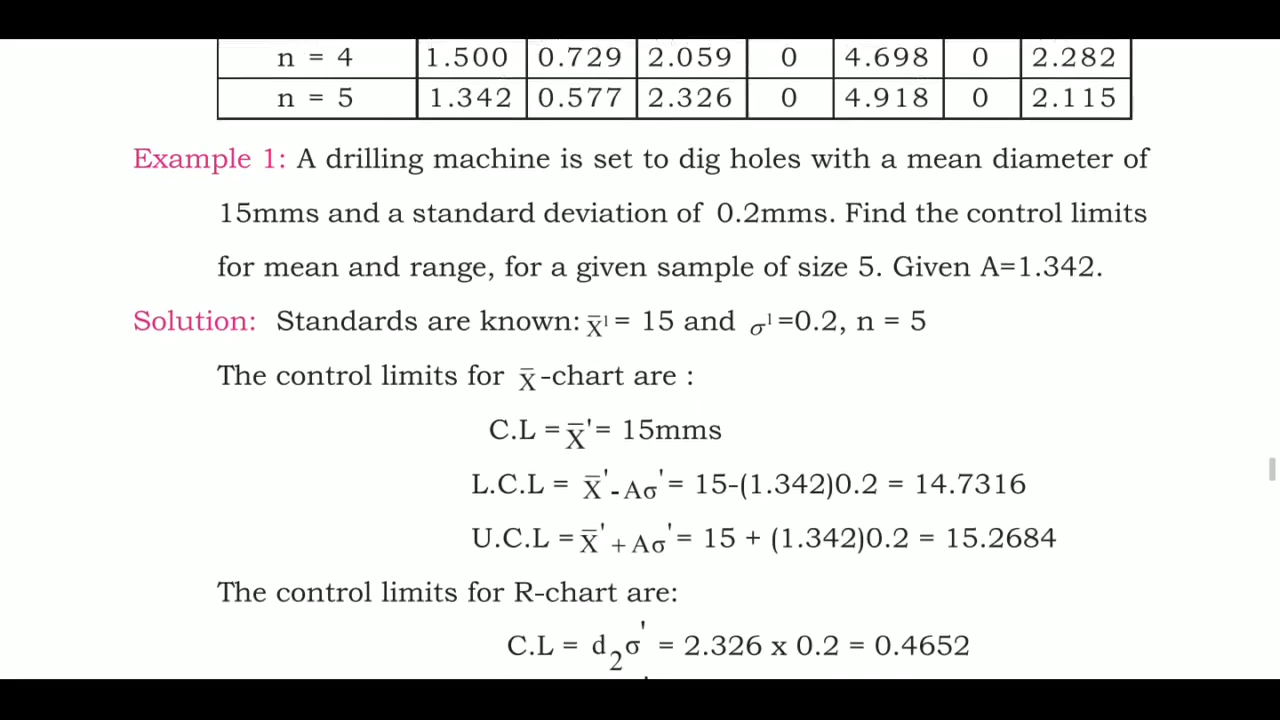 n = 4 1.500 0.729 2.059 0 4.698 0 2.282
n = 5 1.342 0.577 2.326 0 4.918 0 2.115
Example 1: A drilling machine is set to dig holes with a mean diameter of
15mms and a standard deviation of 0.2mms. Find the control limits
for mean and range, for a given sample of size 5. Given A=1.342.
Solution: Standards are known: X̅ˡ = 15 and σˡ =0.2, n = 5
The control limits for X̅ -chart are :
C.L = X̅' = 15mms
L.C.L = X̅' - Aσ' = 15-(1.342)0.2 = 14.7316
U.C.L = X̅' + Aσ' = 15 + (1.342)0.2 = 15.2684
The control limits for R-chart are:
C.L = d₂σ' = 2.326 x 0.2 = 0.4652